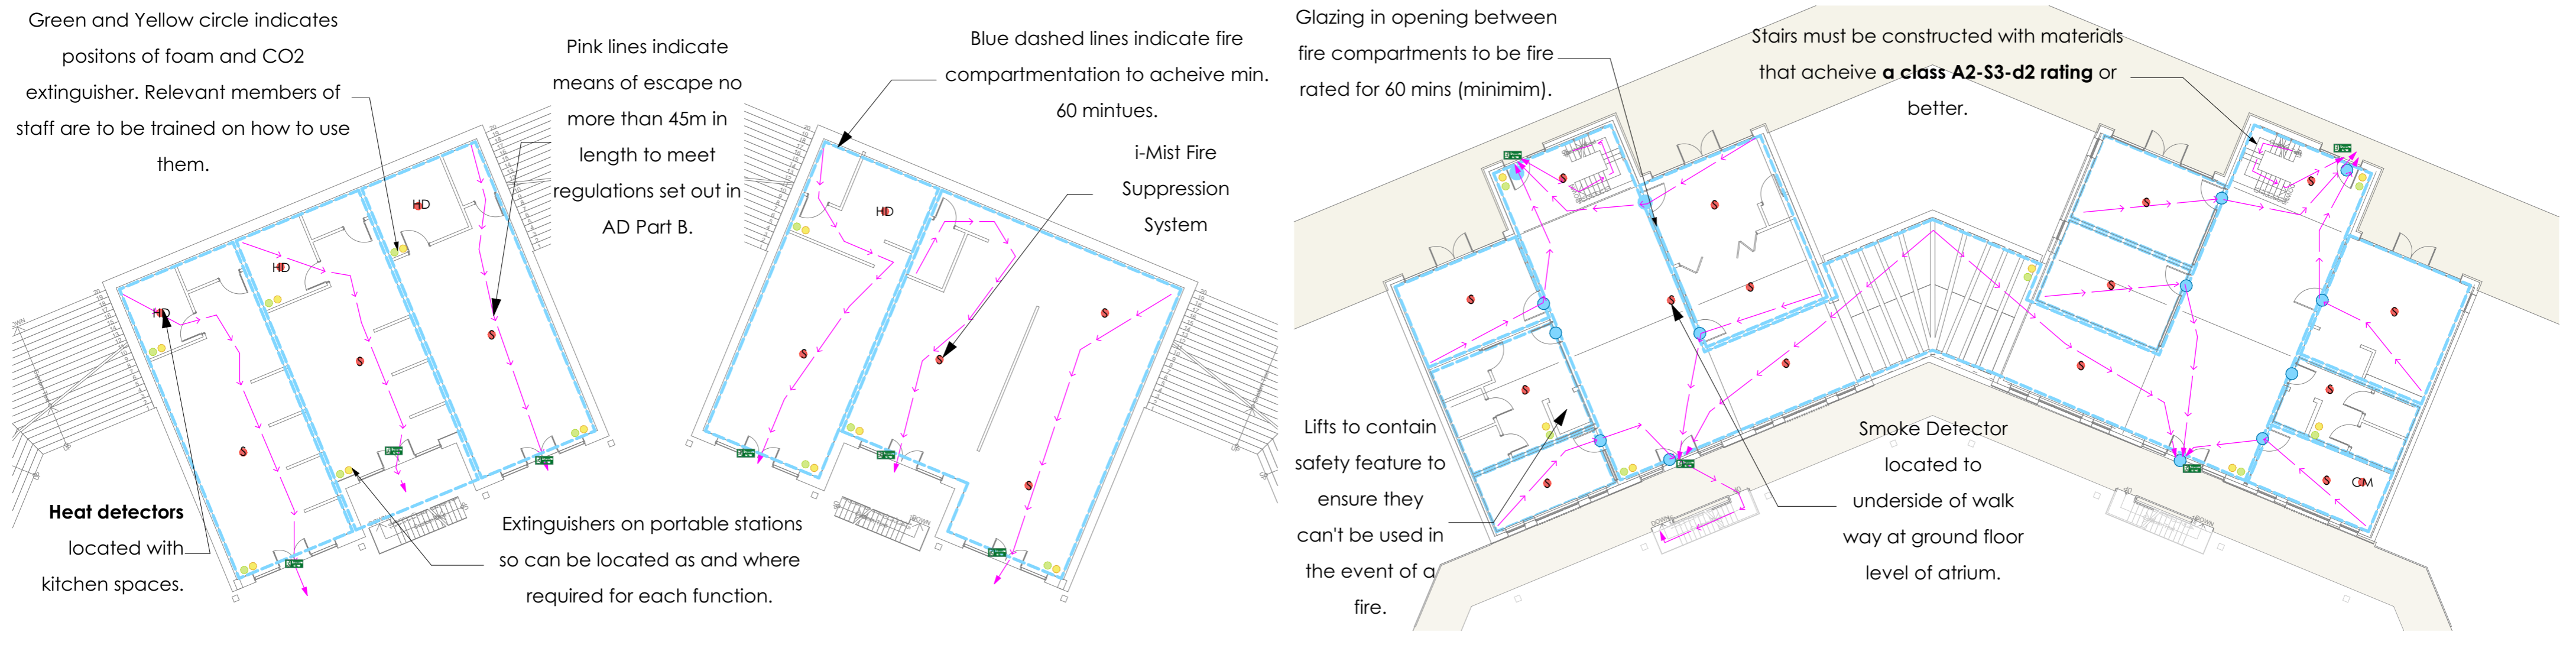 Green and Yellow circle indicates
positons of foam and CO2
extinguisher. Relevant members of
staff are to be trained on how to use
them.
Pink lines indicate
means of escape no
more than 45m in
length to meet
regulations set out in
AD Part B.
Blue dashed lines indicate fire
compartmentation to acheive min.
60 mintues.
i-Mist Fire
Suppression
System
HD
HD
HD
HD
Heat detectors
located with
kitchen spaces.
Extinguishers on portable stations
so can be located as and where
required for each function.
Glazing in opening between
fire compartments to be fire
rated for 60 mins (minimim).
Stairs must be constructed with materials
that acheive a class A2-S3-d2 rating or
better.
Lifts to contain
safety feature to
ensure they
can't be used in
the event of a
fire.
Smoke Detector
located to
underside of walk
way at ground floor
level of atrium.
CM
DOWN
DOWN